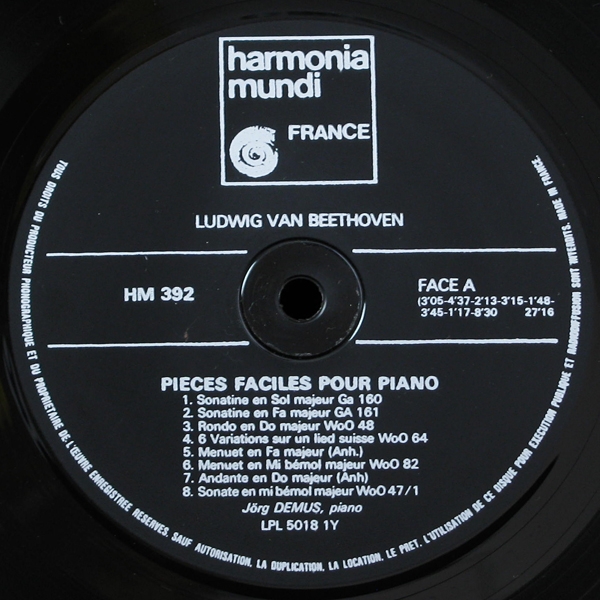 harmonia
mundi
FRANCE
LUDWIG VAN BEETHOVEN
HM 392
FACE A
(3'05-4'37-2'13-3'15-1'48-
3'45-1'17-8'30 27'16
PIECES FACILES POUR PIANO
1. Sonatine en Sol majeur Ga 160
2. Sonatine en Fa majeur GA 161
3. Rondo en Do majeur WoO 48
4. 6 Variations sur un lied suisse WoO 64
5. Menuet en Fa majeur (Anh.)
6. Menuet en Mi bémol majeur WoO 82
7. Andante en Do majeur (Anh)
8. Sonate en mi bémol majeur WoO 47/1
Jörg DEMUS, piano
LPL 5018 1Y
TOUS DROITS DU PRODUCTEUR PHONOGRAPHIQUE ET DU PROPRIETAIRE DE L'ŒUVRE ENREGISTREE RESERVES. SAUF AUTORISATION, LA DUPLICATION, LA LOCATION, LE PRET, L'UTILISATION DE CE DISQUE POUR EXECUTION PUBLIQUE ET RADIODIFFUSION SONT INTERDITS. MADE IN FRANCE.